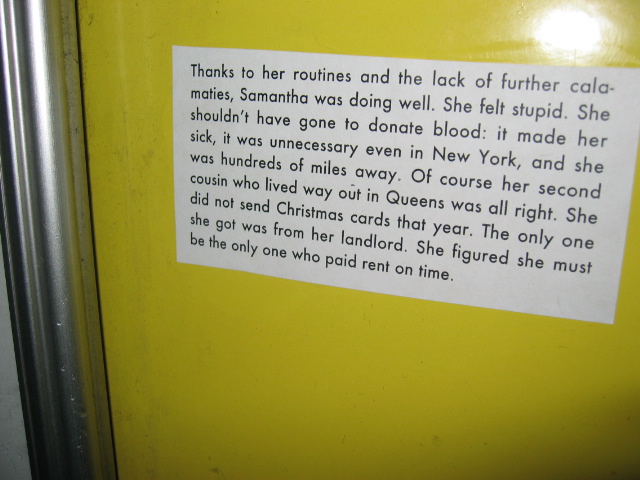 Thanks to her routines and the lack of further cala-
maties, Samantha was doing well. She felt stupid. She
shouldn't have gone to donate blood: it made her
sick, it was unnecessary even in New York, and she
was hundreds of miles away. Of course her second
cousin who lived way out in Queens was all right. She
did not send Christmas cards that year. The only one
she got was from her landlord. She figured she must
be the only one who paid rent on time.